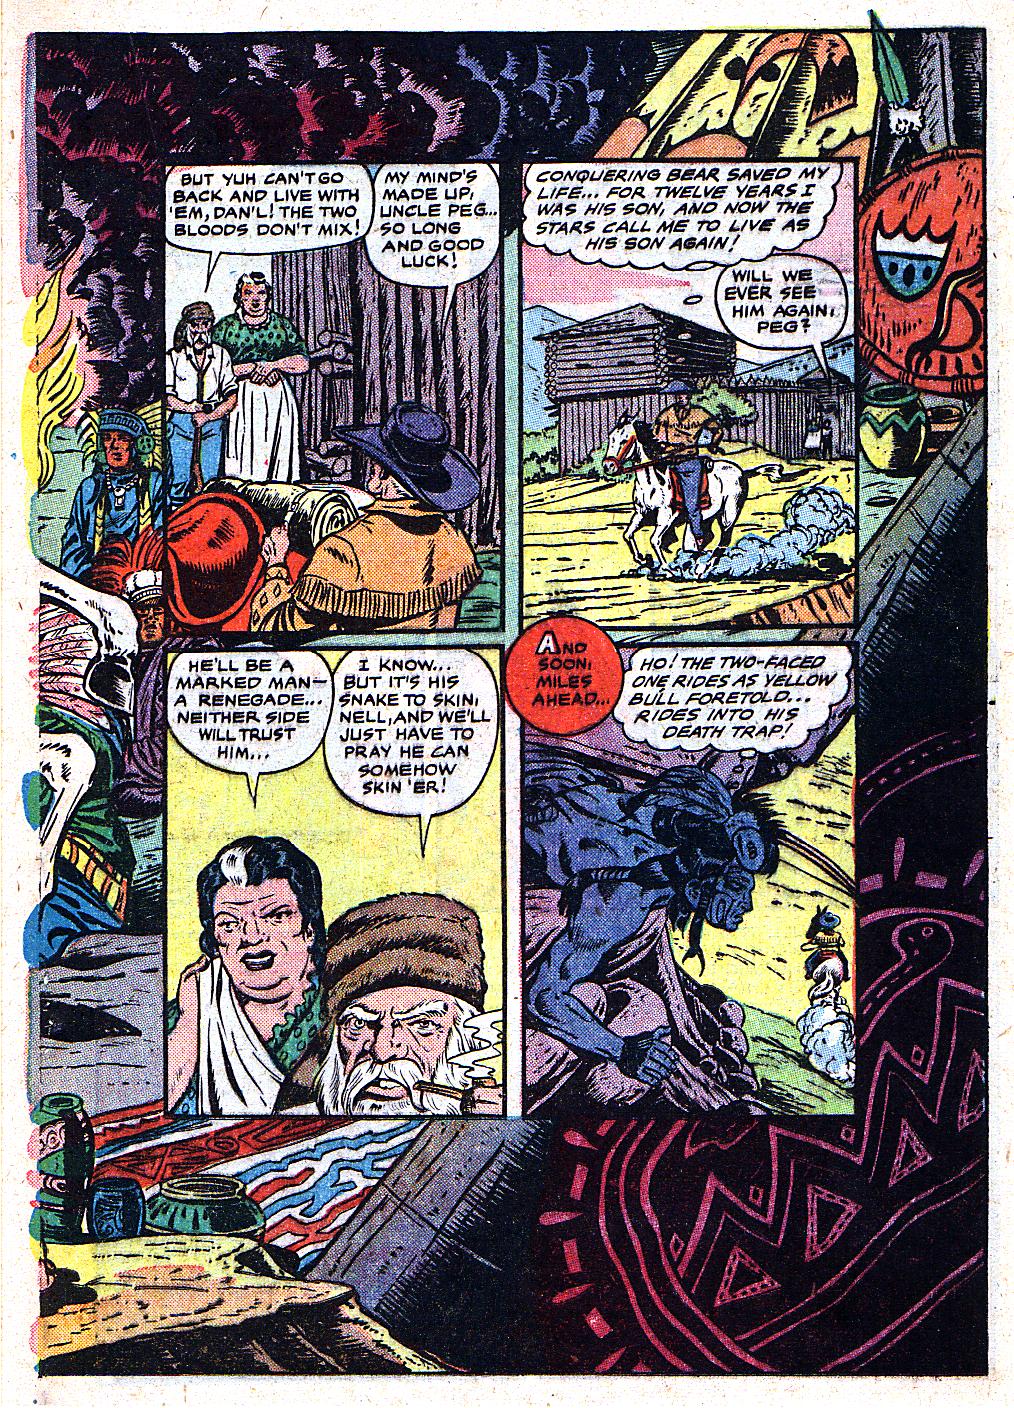 BUT YUH CAN'T GO
BACK AND LIVE WITH
'EM, DAN'L! THE TWO
BLOODS DON'T MIX!
MY MIND'S
MADE UP,
UNCLE PEG...
SO LONG
AND GOOD
LUCK!
CONQUERING BEAR SAVED MY
LIFE... FOR TWELVE YEARS I
WAS HIS SON, AND NOW THE
STARS CALL ME TO LIVE AS
HIS SON AGAIN!
WILL WE
EVER SEE
HIM AGAIN,
PEG?
HE'LL BE A
MARKED MAN—
A RENEGADE...
NEITHER SIDE
WILL TRUST
HIM...
I KNOW...
BUT IT'S HIS
SNAKE TO SKIN,
NELL, AND WE'LL
JUST HAVE TO
PRAY HE CAN
SOMEHOW
SKIN 'ER!
AND
SOON,
MILES
AHEAD...
HO! THE TWO-FACED
ONE RIDES AS YELLOW
BULL FORETOLD...
RIDES INTO HIS
DEATH TRAP!